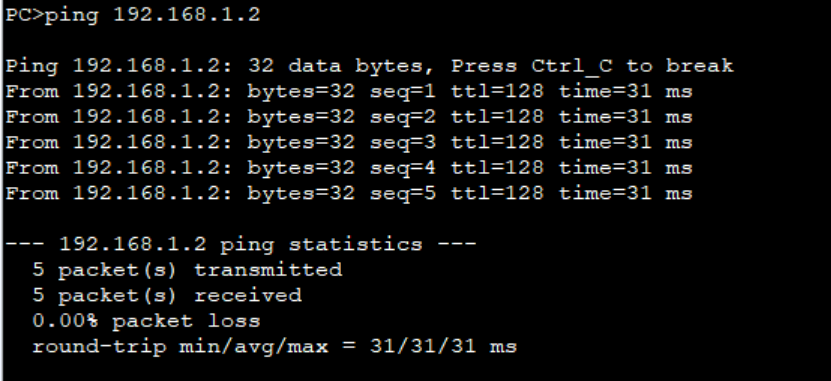 PC>ping 192.168.1.2
Ping 192.168.1.2: 32 data bytes, Press Ctrl_C to break
From 192.168.1.2: bytes=32 seq=1 ttl=128 time=31 ms
From 192.168.1.2: bytes=32 seq=2 ttl=128 time=31 ms
From 192.168.1.2: bytes=32 seq=3 ttl=128 time=31 ms
From 192.168.1.2: bytes=32 seq=4 ttl=128 time=31 ms
From 192.168.1.2: bytes=32 seq=5 ttl=128 time=31 ms
--- 192.168.1.2 ping statistics ---
5 packet(s) transmitted
5 packet(s) received
0.00% packet loss
round-trip min/avg/max = 31/31/31 ms